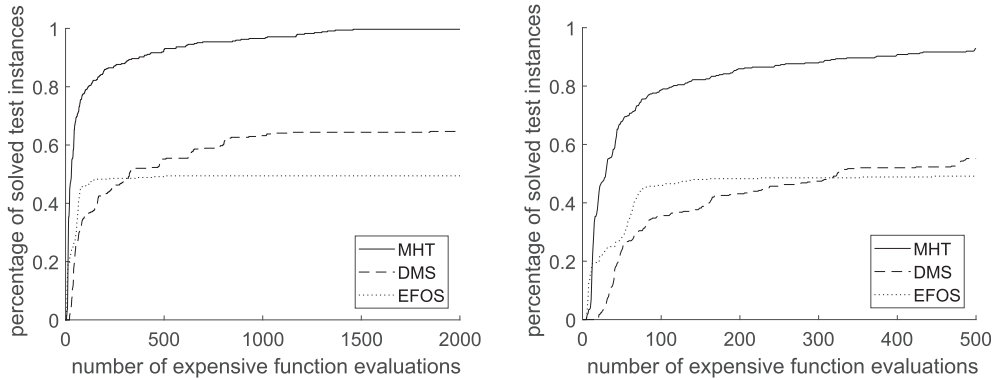 percentage of solved test instances
1
0.8
0.6
0.4
0.2
0
0 500 1000 1500 2000
number of expensive function evaluations
MHT
DMS
EFOS
percentage of solved test instances
1
0.8
0.6
0.4
0.2
0
0 100 200 300 400 500
number of expensive function evaluations
MHT
DMS
EFOS